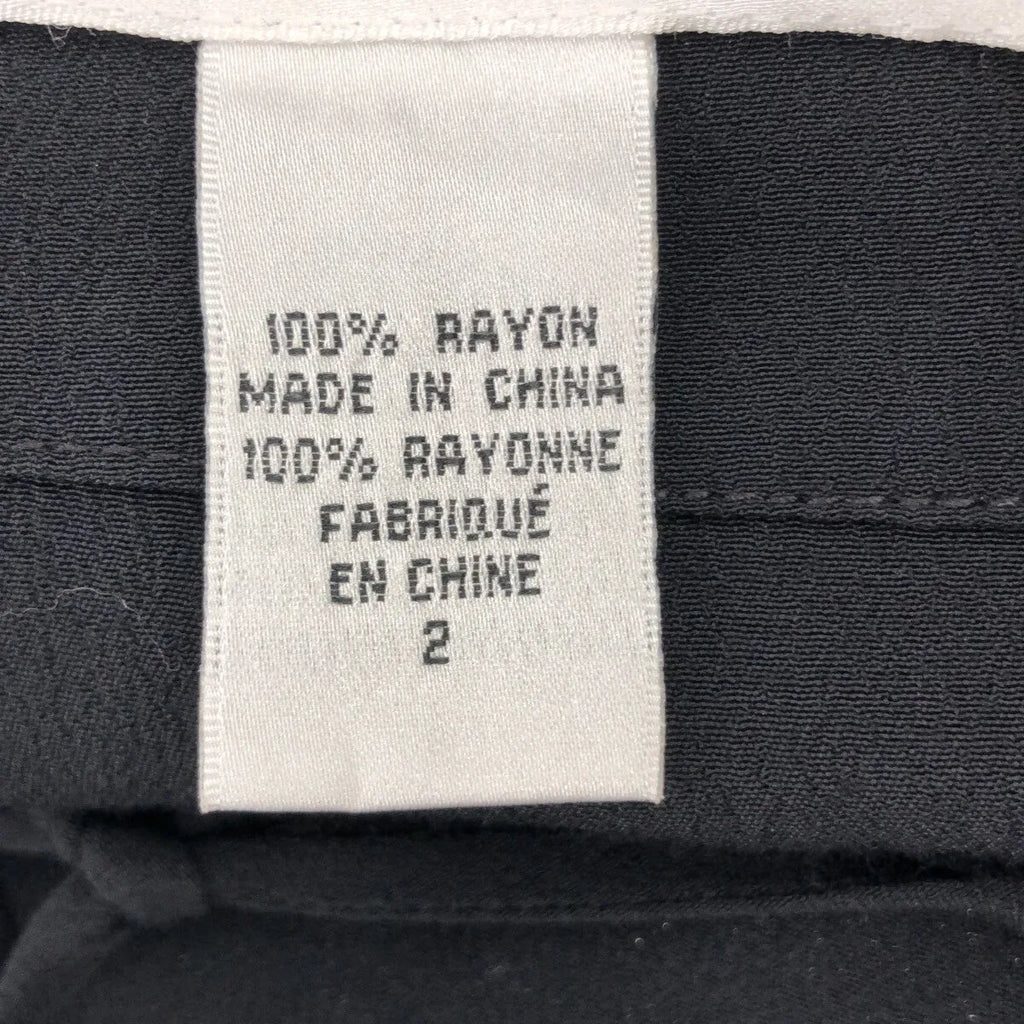 100% RAYON
MADE IN CHINA
100% RAYONNE
FABRIQUÉ
EN CHINE
2